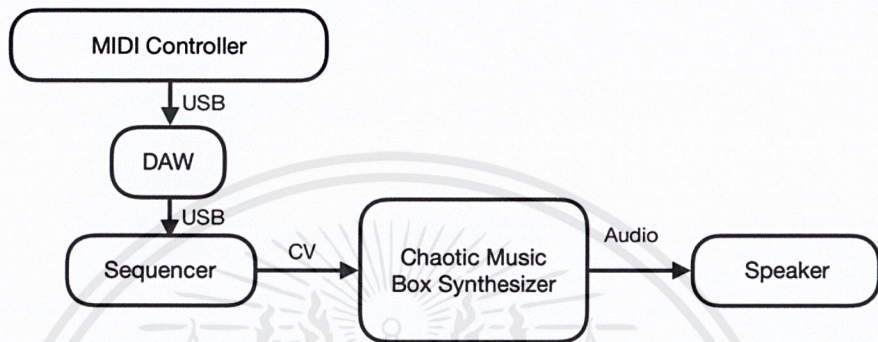 MIDI Controller
USB
DAW
USB
Sequencer
CV
Chaotic Music
Box Synthesizer
Audio
Speaker